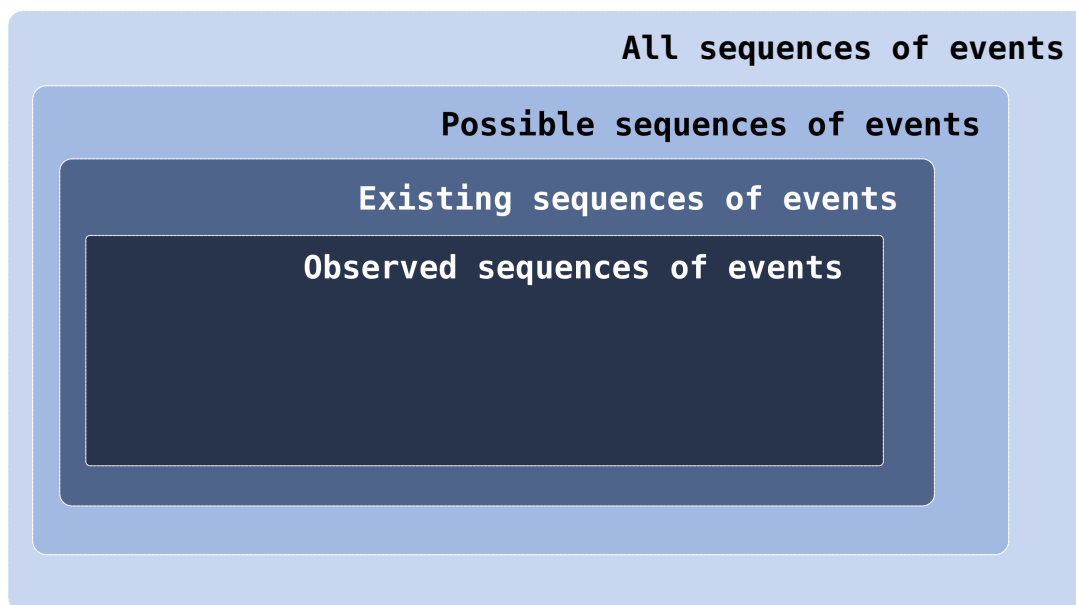 All sequences of events
Possible sequences of events
Existing sequences of events
Observed sequences of events